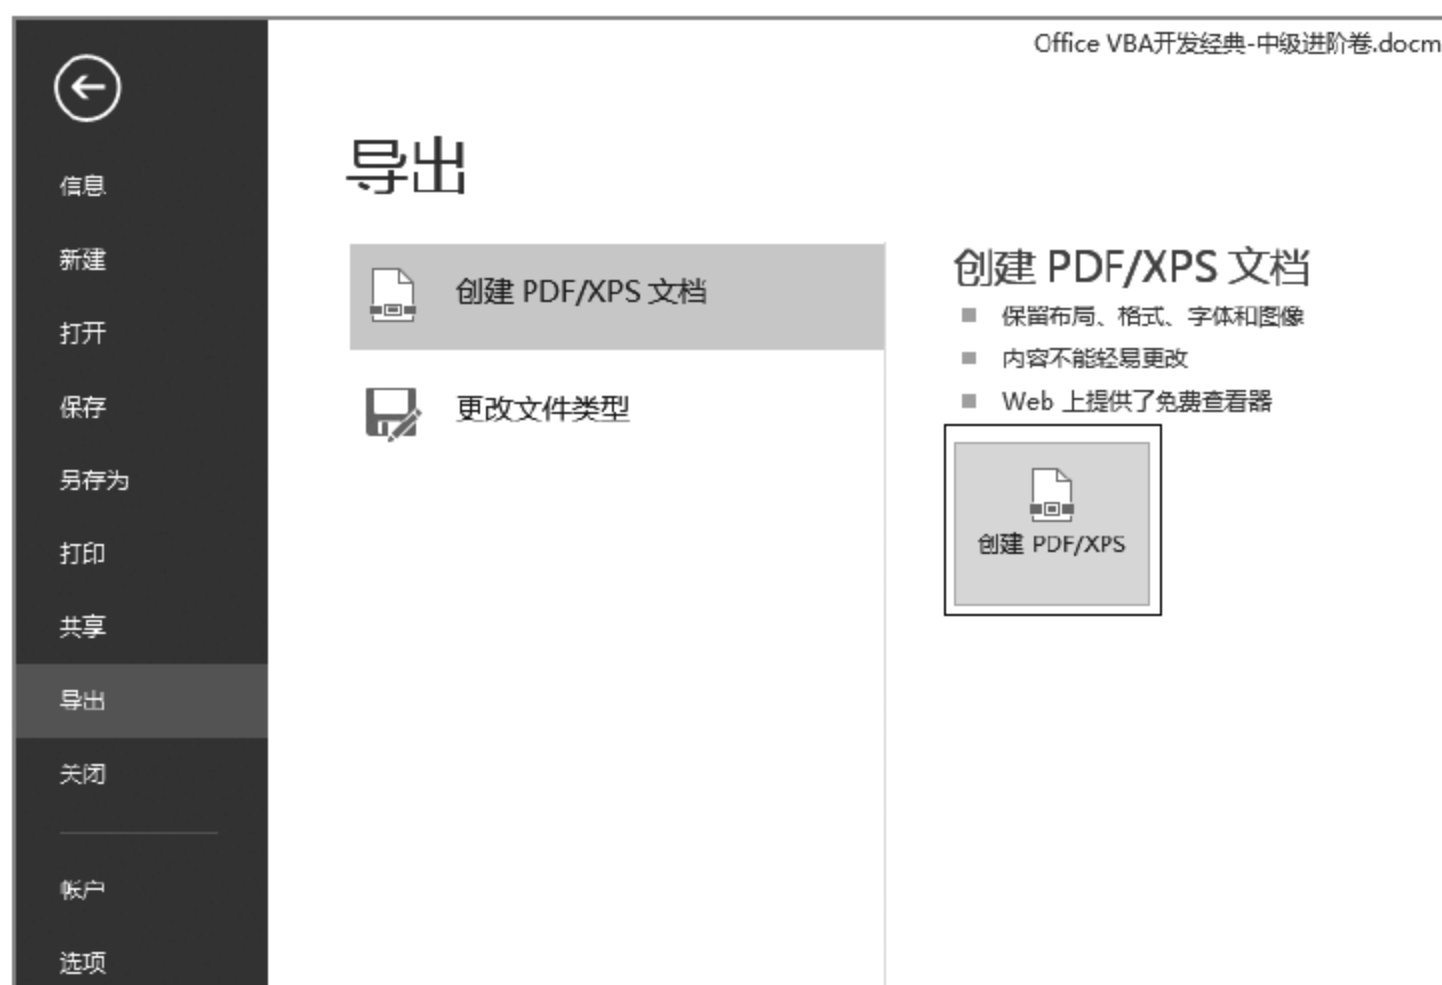 Office VBA开发经典-中级进阶卷.docm
信息
新建
打开
保存
另存为
打印
共享
导出
关闭
帐户
选项
导出
创建 PDF/XPS 文档
更改文件类型
创建 PDF/XPS 文档
保留布局、格式、字体和图像
内容不能轻易更改
Web 上提供了免费查看器
创建 PDF/XPS